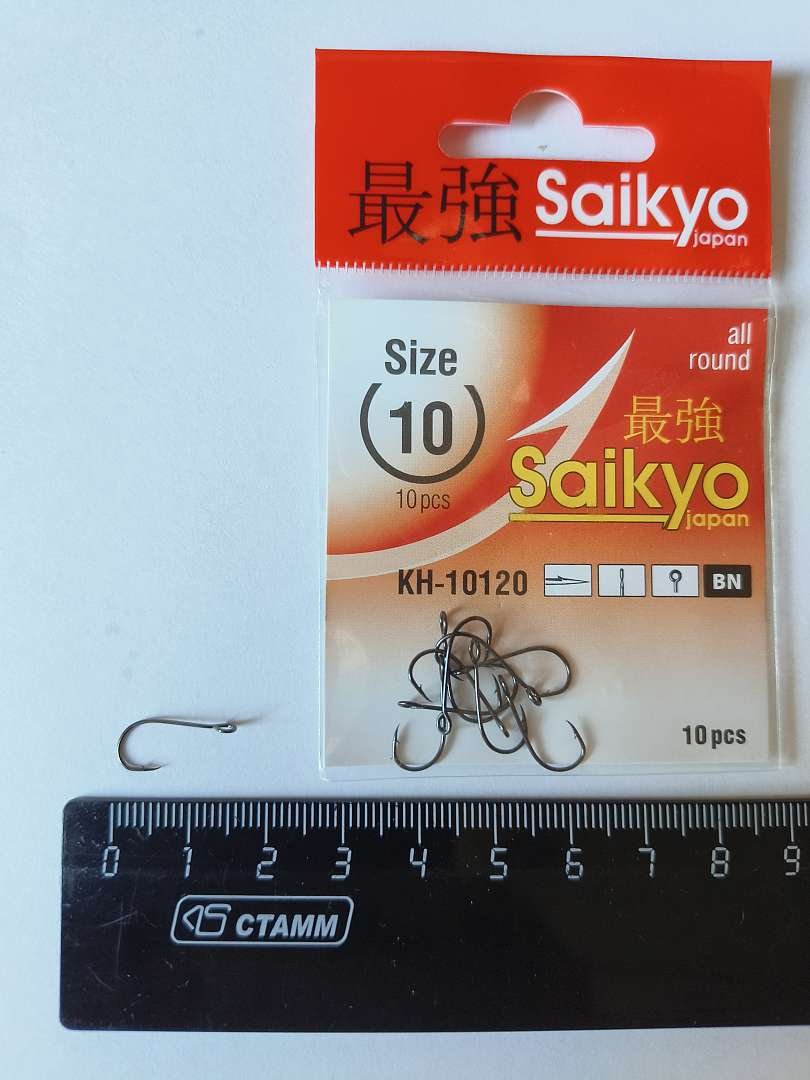 最強 Saikyo
japan
all
round
Size
10
10 pcs
最強
Saikyo
japan
KH-10120 BN
10 pcs
0 1 2 3 4 5 6 7 8 9
СТАММ